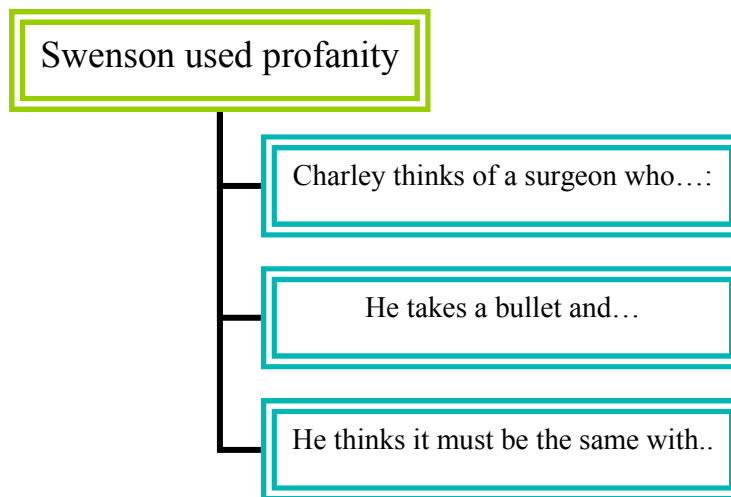 Swenson used profanity
Charley thinks of a surgeon who…:
He takes a bullet and…
He thinks it must be the same with..